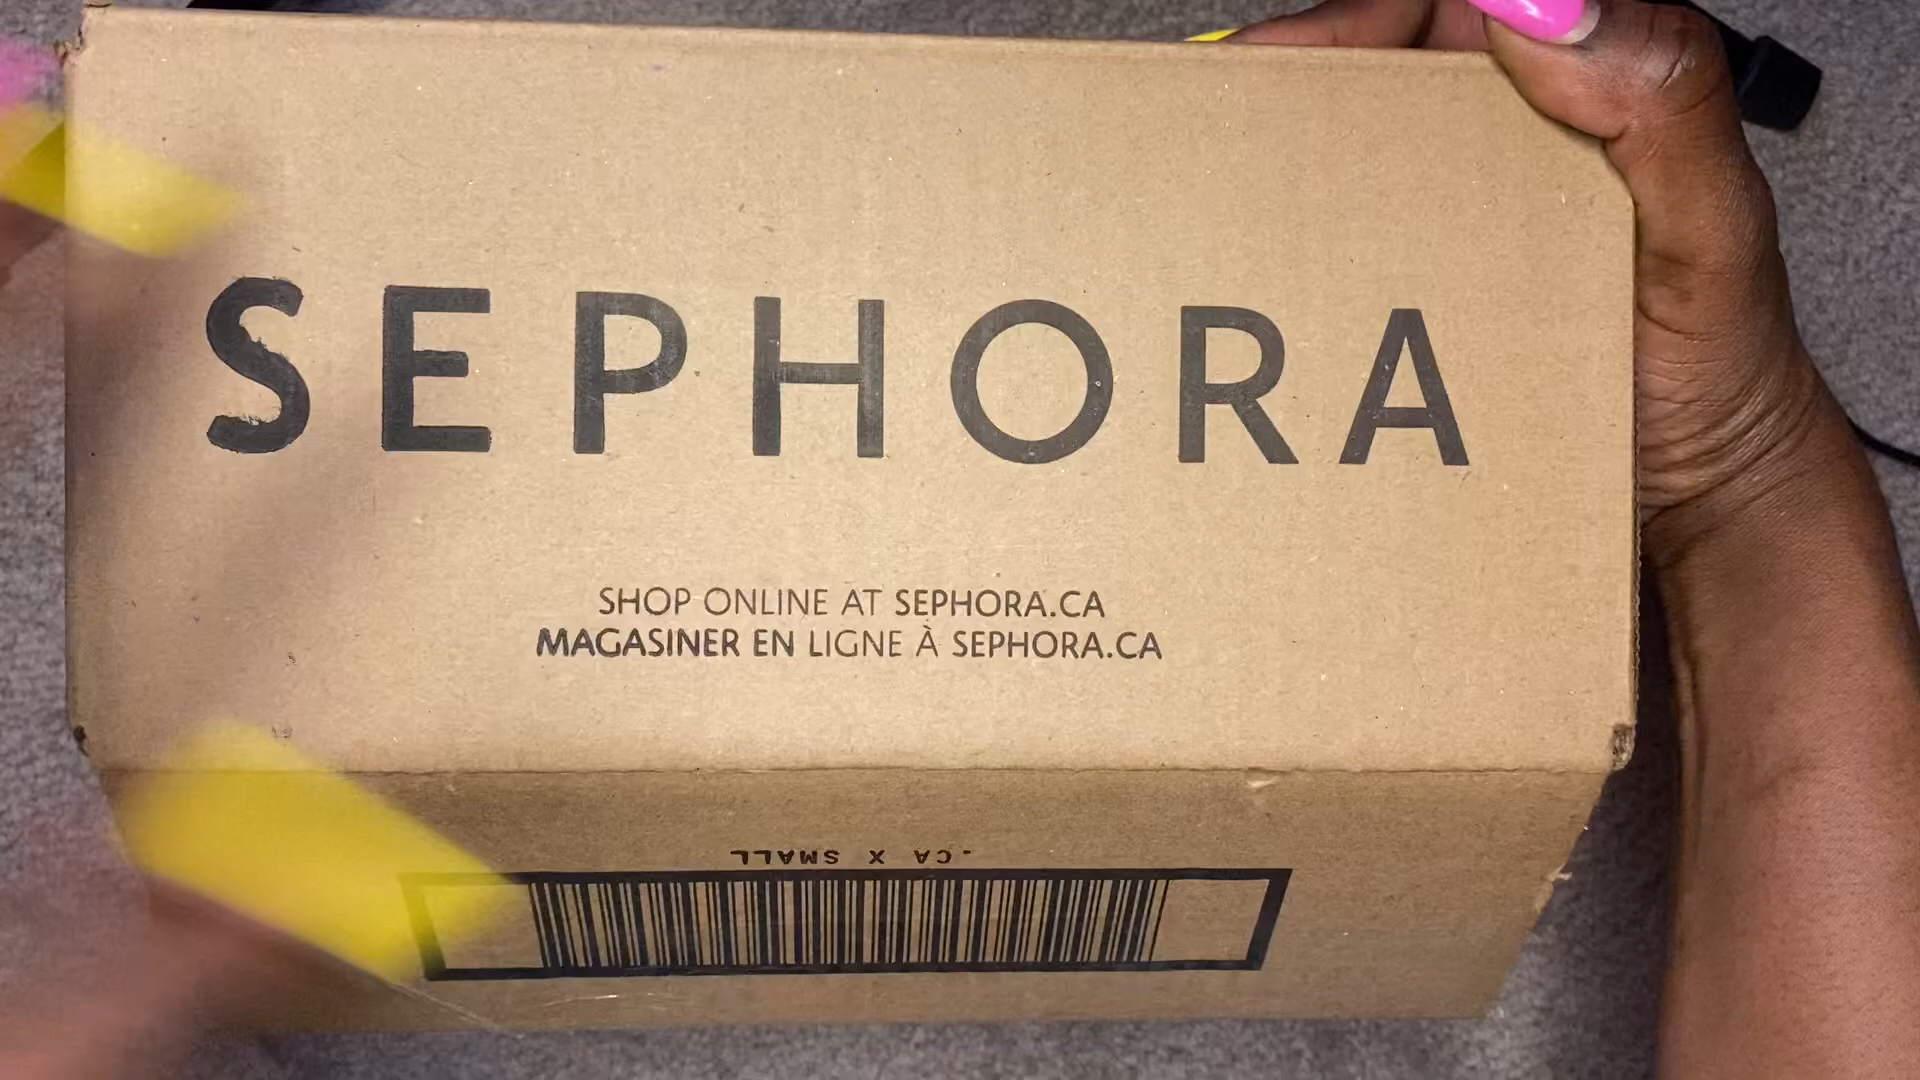 SEPHORA
SHOP ONLINE AT SEPHORA.CA
MAGASINER EN LIGNE À SEPHORA.CA
.CA X SMALL